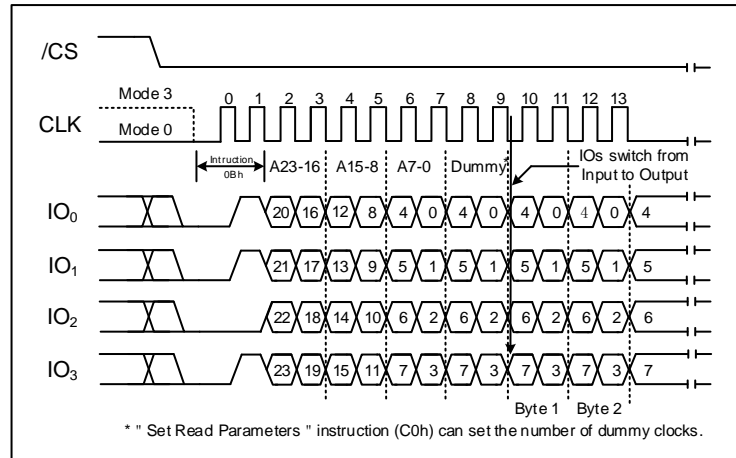 /CS
Mode 3
0 1 2 3 4 5 6 7 8 9 10 11 12 13
CLK
Mode 0
Intruction
0Bh
A23-16 A15-8 A7-0 Dummy*
IOs switch from
Input to Output
IO0 20 16 12 8 4 0 4 0 4 0 4 0 4
IO1 21 17 13 9 5 1 5 1 5 1 5 1 5
IO2 22 18 14 10 6 2 6 2 6 2 6 2 6
IO3 23 19 15 11 7 3 7 3 7 3 7 3 7
Byte 1 Byte 2
* " Set Read Parameters " instruction (C0h) can set the number of dummy clocks.